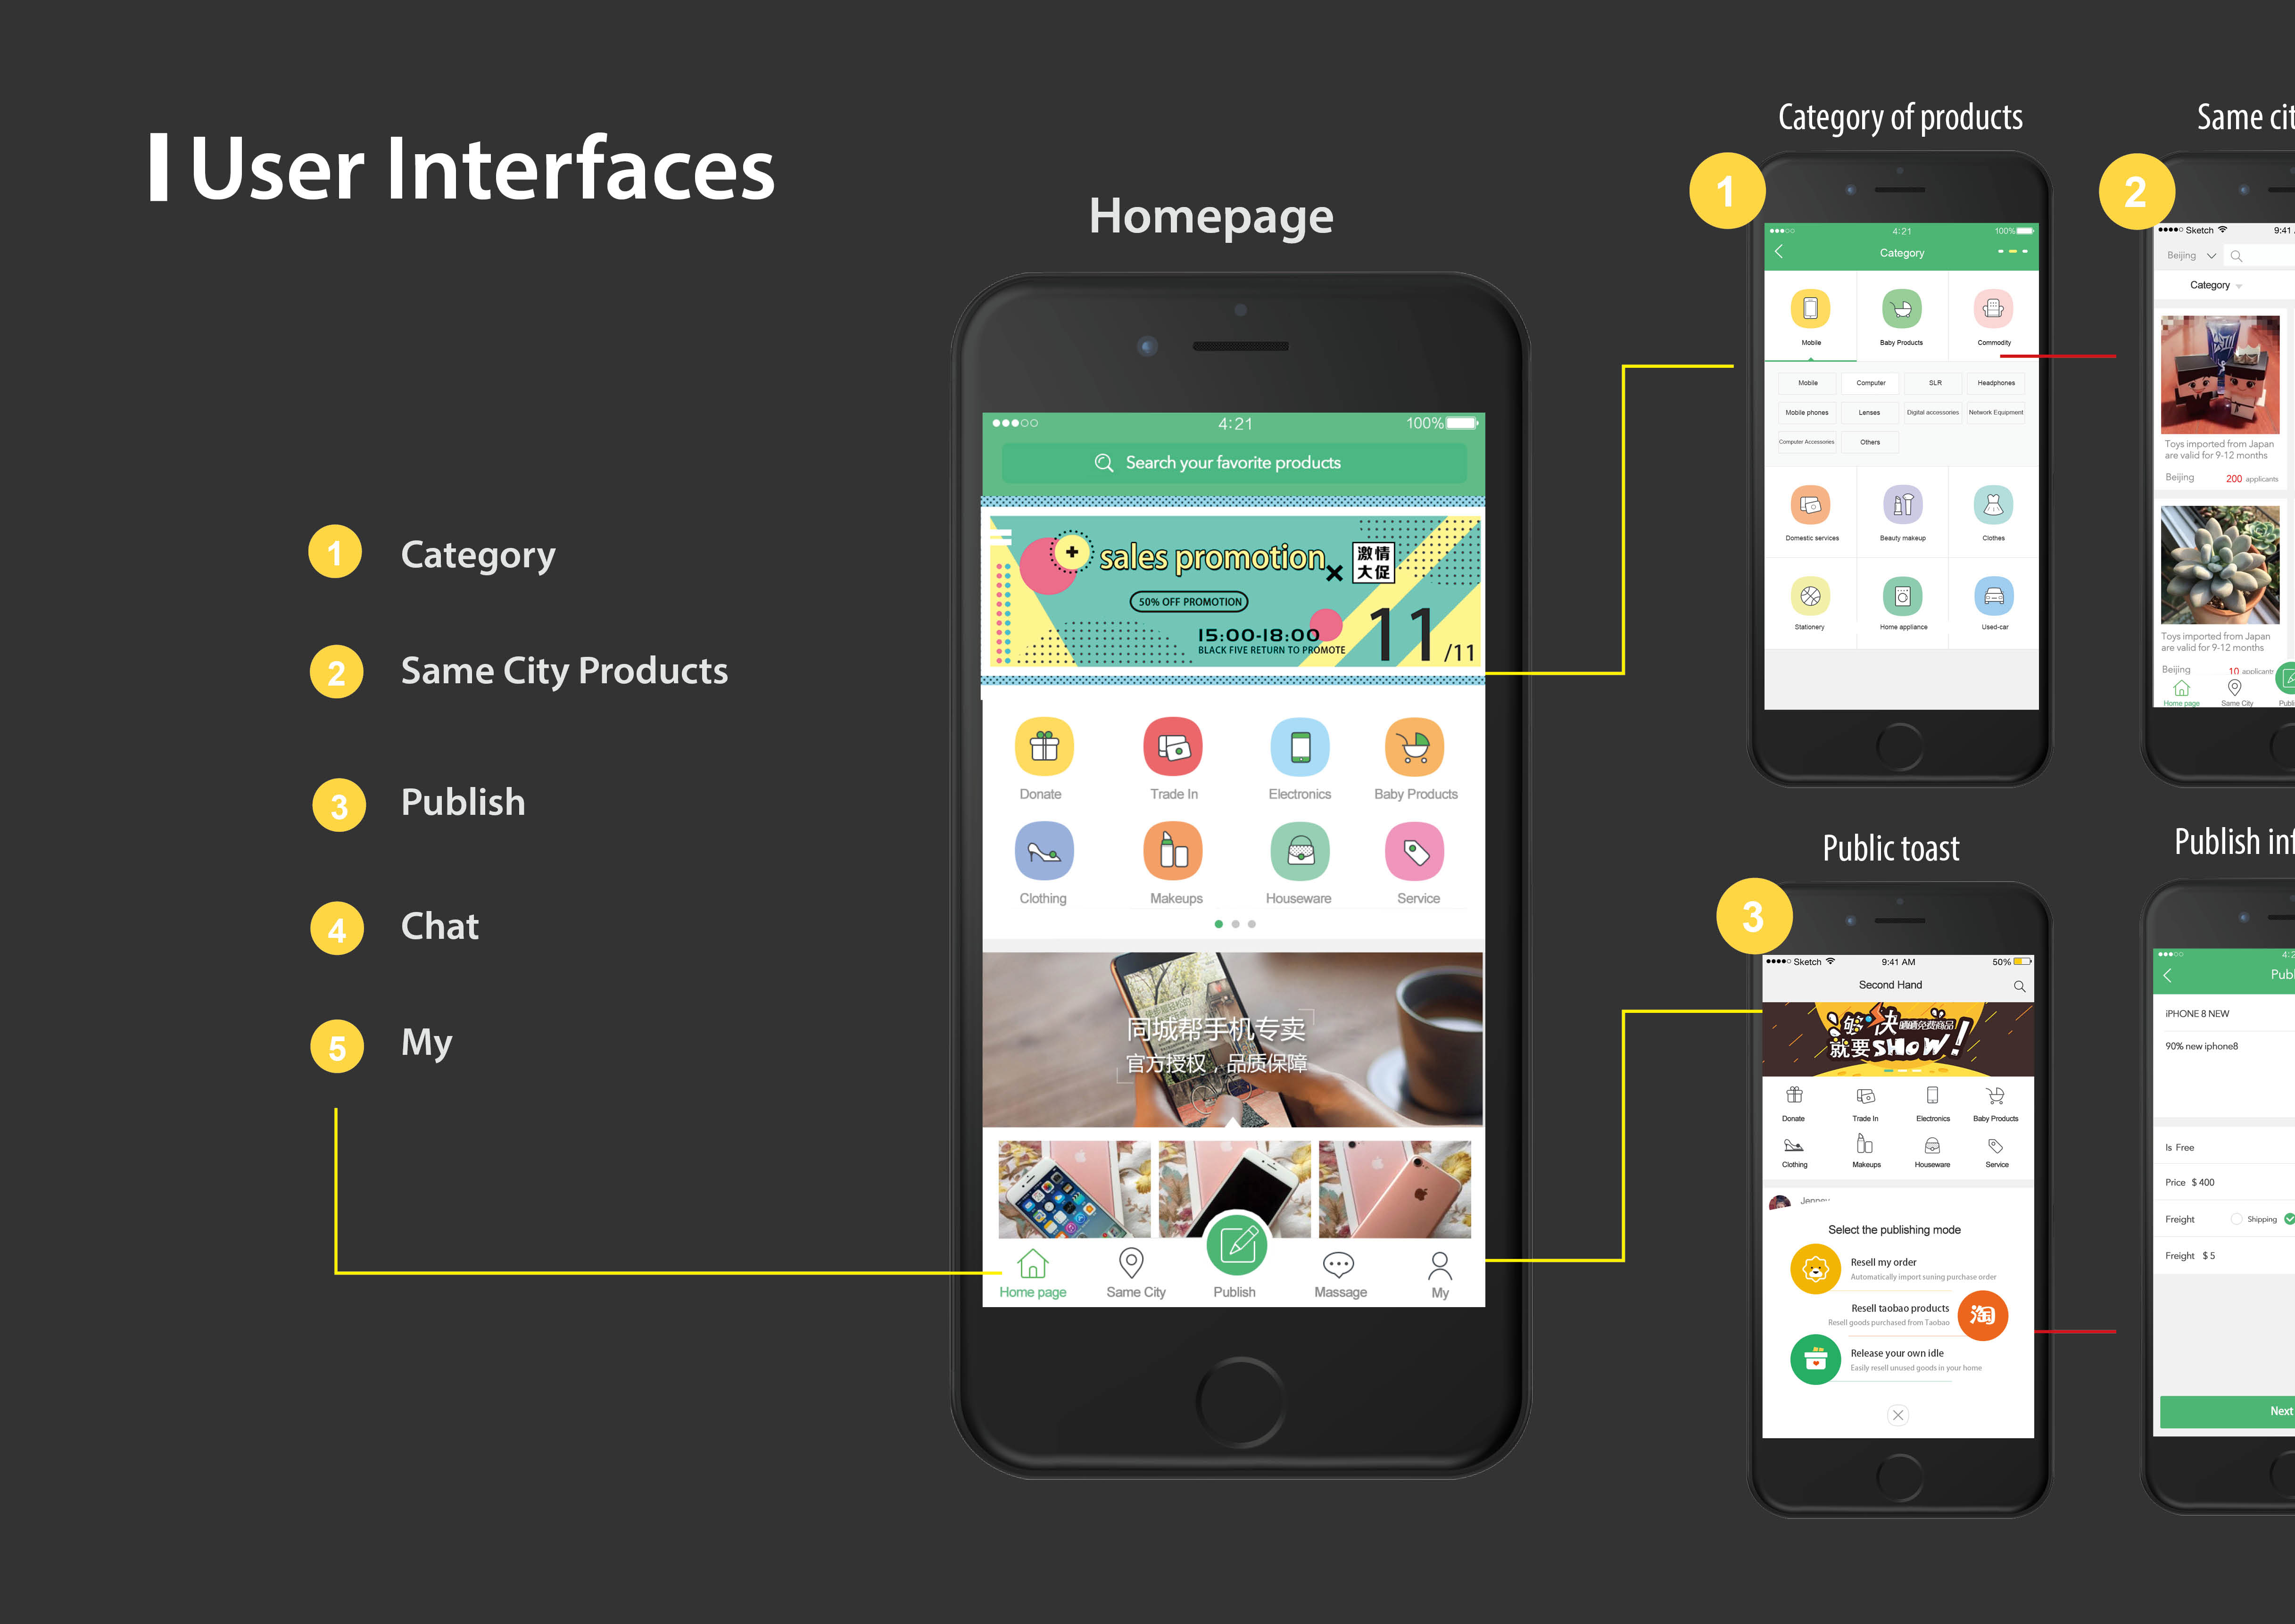 User Interfaces
1 Category
2 Same City Products
3 Publish
4 Chat
5 My
Homepage
4:21 100%
Search your favorite products
sales promotion
激情
大促
50% OFF PROMOTION
15:00-18:00
BLACK FIVE RETURN TO PROMOTE
11/11
Donate Trade In Electronics Baby Products
Clothing Makeups Houseware Service
同城帮手机专卖
官方授权，品质保障
Home page Same City Publish Massage My
Category of products
1
4:21 100%
Category
Mobile Baby Products Commodity
Mobile Computer SLR Headphones
Mobile phones Lenses Digital accessories Network Equipment
Computer Accessories Others
Domestic services Beauty makeup Clothes
Stationery Home appliance Used-car
Same cit
2
Sketch 9:41
Beijing
Category
Toys imported from Japan
are valid for 9-12 months
Beijing 200 applicants
Toys imported from Japan
are valid for 9-12 months
Beijing 10 applicants
Home page Same City Publi
Public toast
3
Sketch 9:41 AM 50%
Second Hand
够快
就要SHOW!
Donate Trade In Electronics Baby Products
Clothing Makeups Houseware Service
Select the publishing mode
Resell my order
Automatically import suning purchase order
Resell taobao products
Resell goods purchased from Taobao
淘
Release your own idle
Easily resell unused goods in your home
Publish inf
4:2
Publ
iPHONE 8 NEW
90% new iphone8
Is Free
Price $ 400
Freight Shipping
Freight $ 5
Next